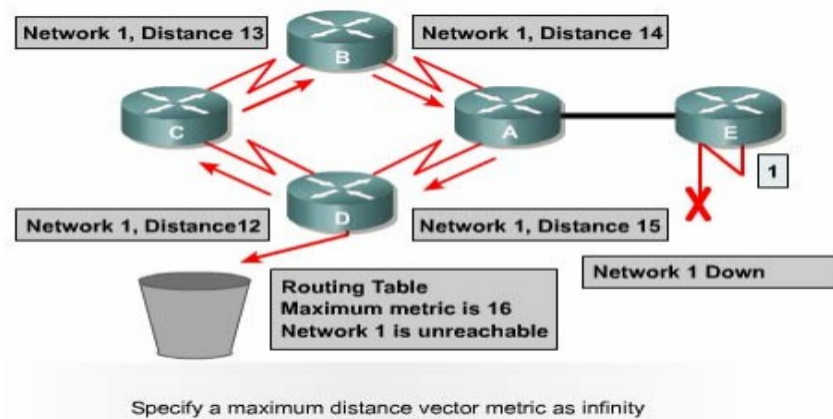 Network 1, Distance 13
Network 1, Distance 14
B
C
A
E
1
D
Network 1, Distance12
Network 1, Distance 15
Network 1 Down
Routing Table
Maximum metric is 16
Network 1 is unreachable
Specify a maximum distance vector metric as infinity